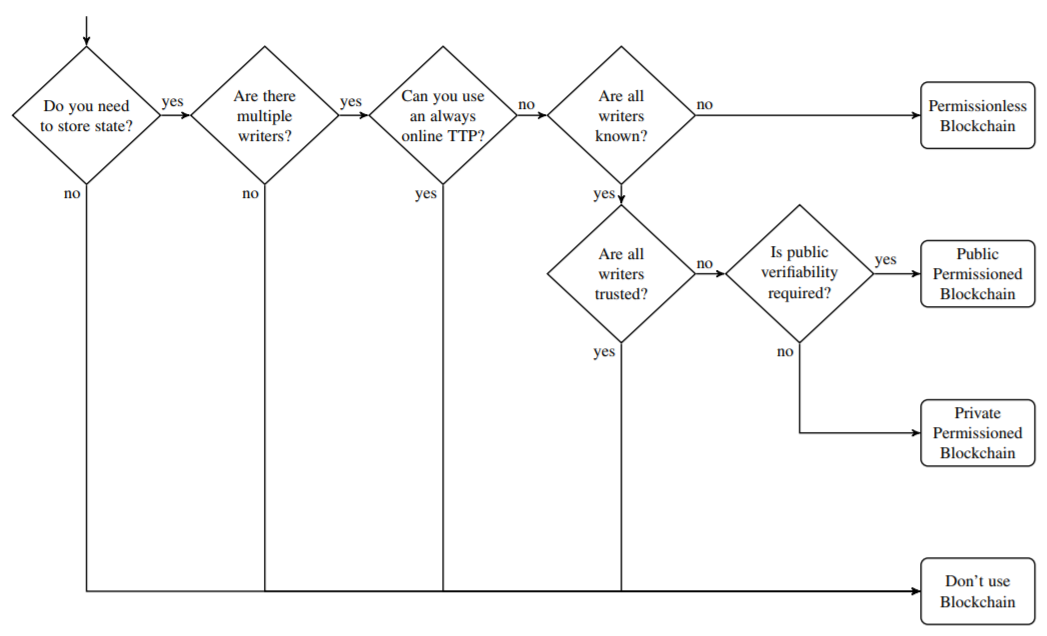 Do you need
to store state?
yes
no
Are there
multiple
writers?
yes
no
Can you use
an always
online TTP?
no
yes
Are all
writers
known?
no
yes
Permissionless
Blockchain
Are all
writers
trusted?
no
yes
Is public
verifiability
required?
yes
no
Public
Permissioned
Blockchain
Private
Permissioned
Blockchain
Don't use
Blockchain